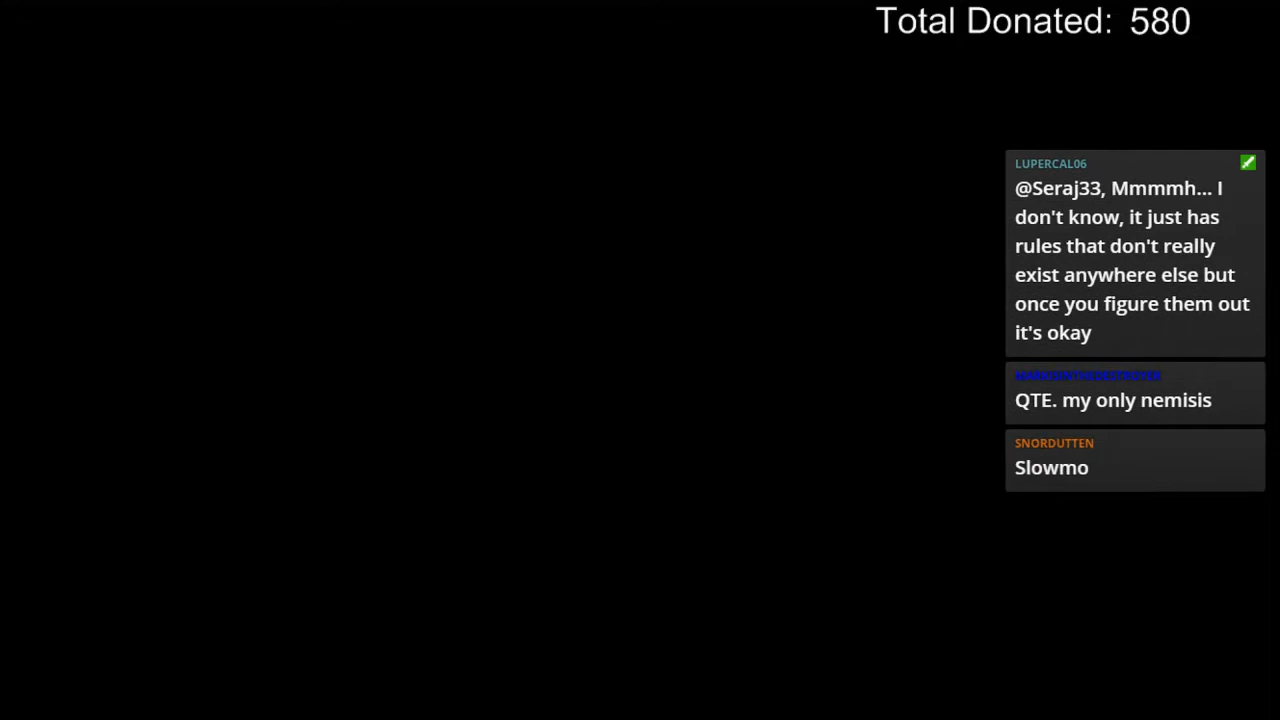 Total Donated: 580
LUPERCAL06
@Seraj33, Mmmmh... I
don't know, it just has
rules that don't really
exist anywhere else but
once you figure them out
it's okay
QTE. my only nemisis
SNORDUTTEN
Slowmo